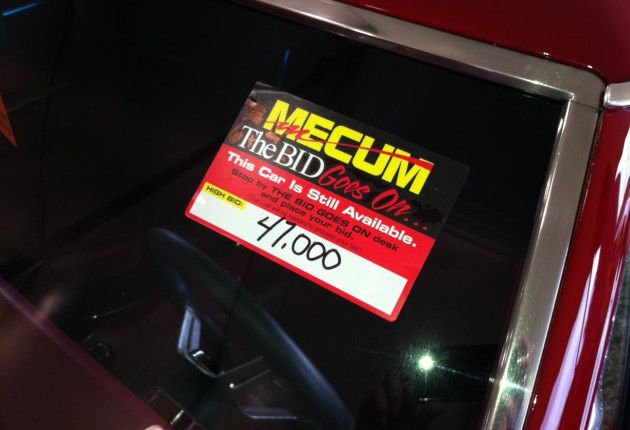 MECUM
The BID Goes On...
This Car Is Still Available.
Stop by THE BID GOES ON desk
and place your bid.
HIGH BID:
47,000